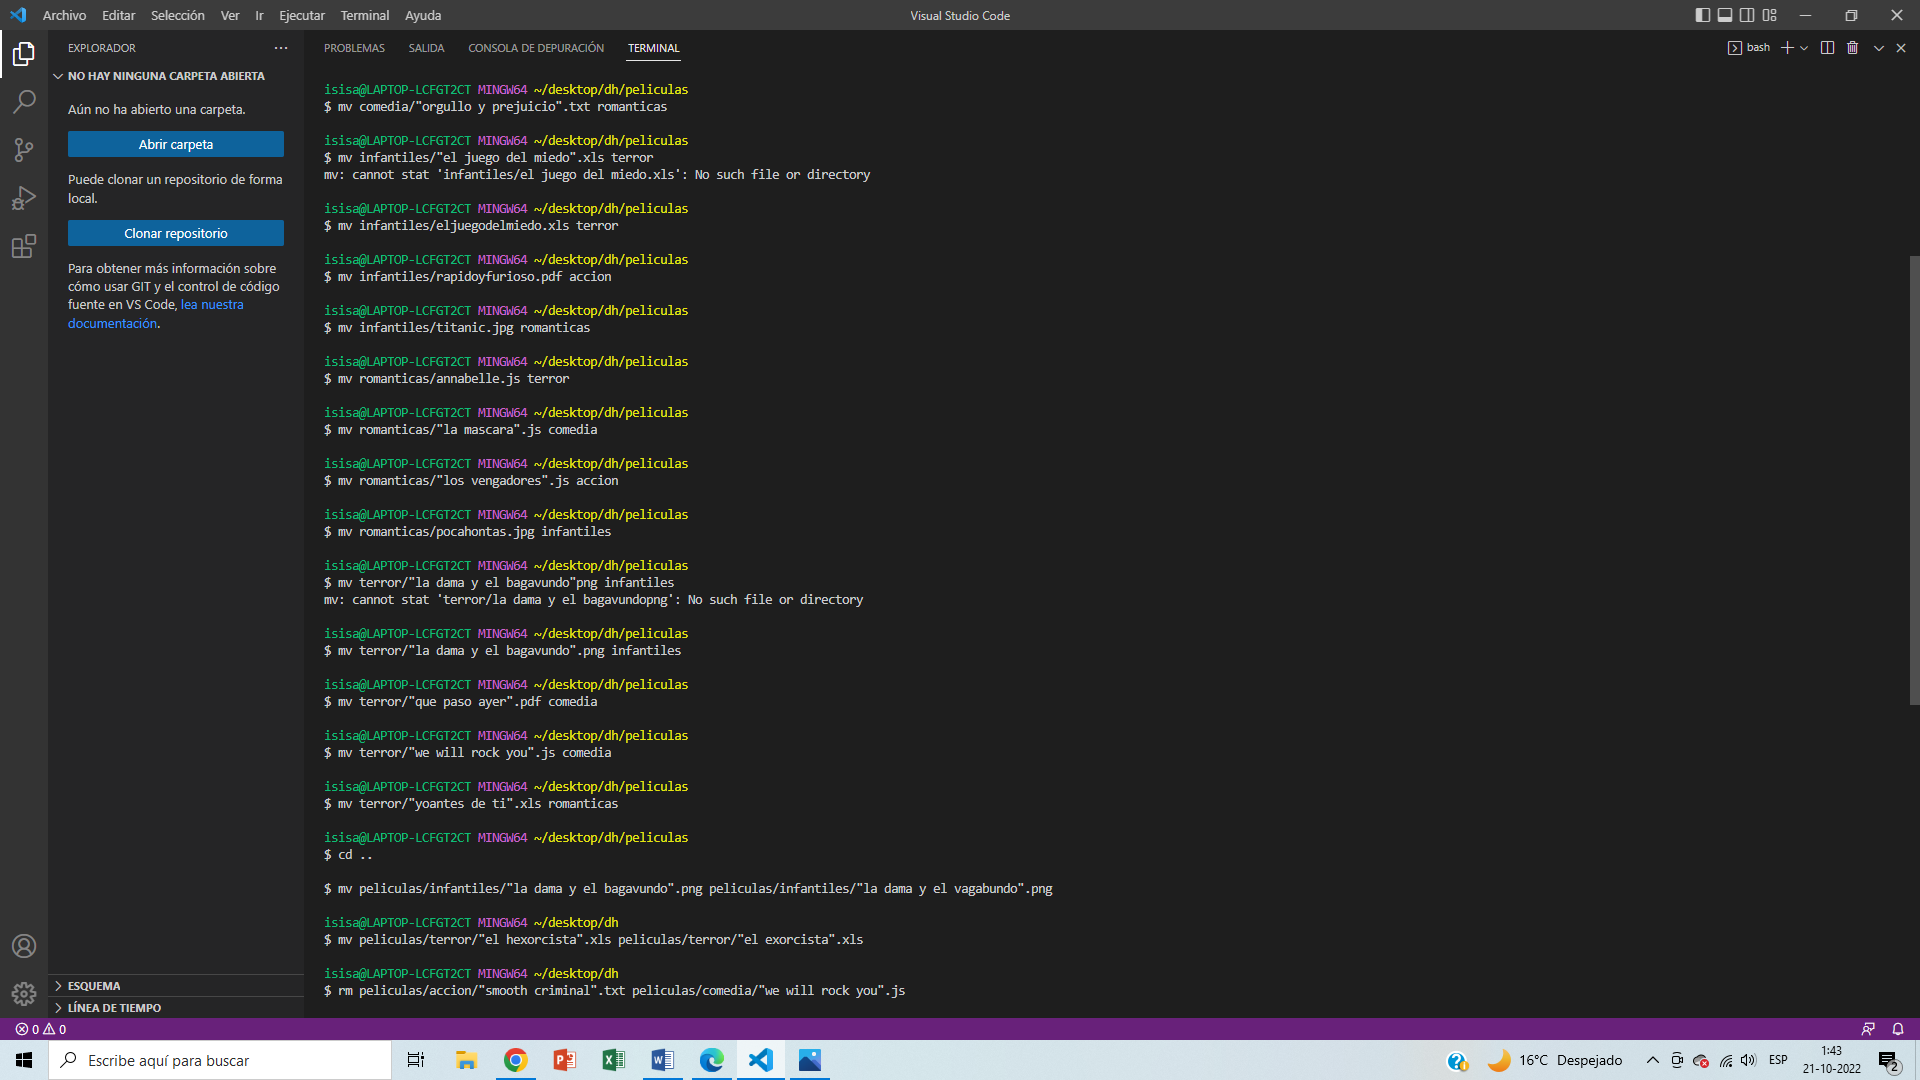 Archivo Editar Selección Ver Ir Ejecutar Terminal Ayuda
Visual Studio Code
EXPLORADOR
NO HAY NINGUNA CARPETA ABIERTA
Aún no ha abierto una carpeta.
Abrir carpeta
Puede clonar un repositorio de forma
local.
Clonar repositorio
Para obtener más información sobre
cómo usar GIT y el control de código
fuente en VS Code, lea nuestra
documentación.
ESQUEMA
LÍNEA DE TIEMPO
PROBLEMAS SALIDA CONSOLA DE DEPURACIÓN TERMINAL
bash
isisa@LAPTOP-LCFGT2CT MINGW64 ~/desktop/dh/peliculas
$ mv comedia/"orgullo y prejuicio".txt romanticas
isisa@LAPTOP-LCFGT2CT MINGW64 ~/desktop/dh/peliculas
$ mv infantiles/"el juego del miedo".xls terror
mv: cannot stat 'infantiles/el juego del miedo.xls': No such file or directory
isisa@LAPTOP-LCFGT2CT MINGW64 ~/desktop/dh/peliculas
$ mv infantiles/eljuegodelmiedo.xls terror
isisa@LAPTOP-LCFGT2CT MINGW64 ~/desktop/dh/peliculas
$ mv infantiles/rapidoyfurioso.pdf accion
isisa@LAPTOP-LCFGT2CT MINGW64 ~/desktop/dh/peliculas
$ mv infantiles/titanic.jpg romanticas
isisa@LAPTOP-LCFGT2CT MINGW64 ~/desktop/dh/peliculas
$ mv romanticas/annabelle.js terror
isisa@LAPTOP-LCFGT2CT MINGW64 ~/desktop/dh/peliculas
$ mv romanticas/"la mascara".js comedia
isisa@LAPTOP-LCFGT2CT MINGW64 ~/desktop/dh/peliculas
$ mv romanticas/"los vengadores".js accion
isisa@LAPTOP-LCFGT2CT MINGW64 ~/desktop/dh/peliculas
$ mv romanticas/pocahontas.jpg infantiles
isisa@LAPTOP-LCFGT2CT MINGW64 ~/desktop/dh/peliculas
$ mv terror/"la dama y el bagavundo"png infantiles
mv: cannot stat 'terror/la dama y el bagavundopng': No such file or directory
isisa@LAPTOP-LCFGT2CT MINGW64 ~/desktop/dh/peliculas
$ mv terror/"la dama y el bagavundo".png infantiles
isisa@LAPTOP-LCFGT2CT MINGW64 ~/desktop/dh/peliculas
$ mv terror/"que paso ayer".pdf comedia
isisa@LAPTOP-LCFGT2CT MINGW64 ~/desktop/dh/peliculas
$ mv terror/"we will rock you".js comedia
isisa@LAPTOP-LCFGT2CT MINGW64 ~/desktop/dh/peliculas
$ mv terror/"yoantes de ti".xls romanticas
isisa@LAPTOP-LCFGT2CT MINGW64 ~/desktop/dh/peliculas
$ cd ..
$ mv peliculas/infantiles/"la dama y el bagavundo".png peliculas/infantiles/"la dama y el vagabundo".png
isisa@LAPTOP-LCFGT2CT MINGW64 ~/desktop/dh
$ mv peliculas/terror/"el hexorcista".xls peliculas/terror/"el exorcista".xls
isisa@LAPTOP-LCFGT2CT MINGW64 ~/desktop/dh
$ rm peliculas/accion/"smooth criminal".txt peliculas/comedia/"we will rock you".js
0 0
Escribe aquí para buscar
16°C Despejado
ESP
1:43
21-10-2022
2